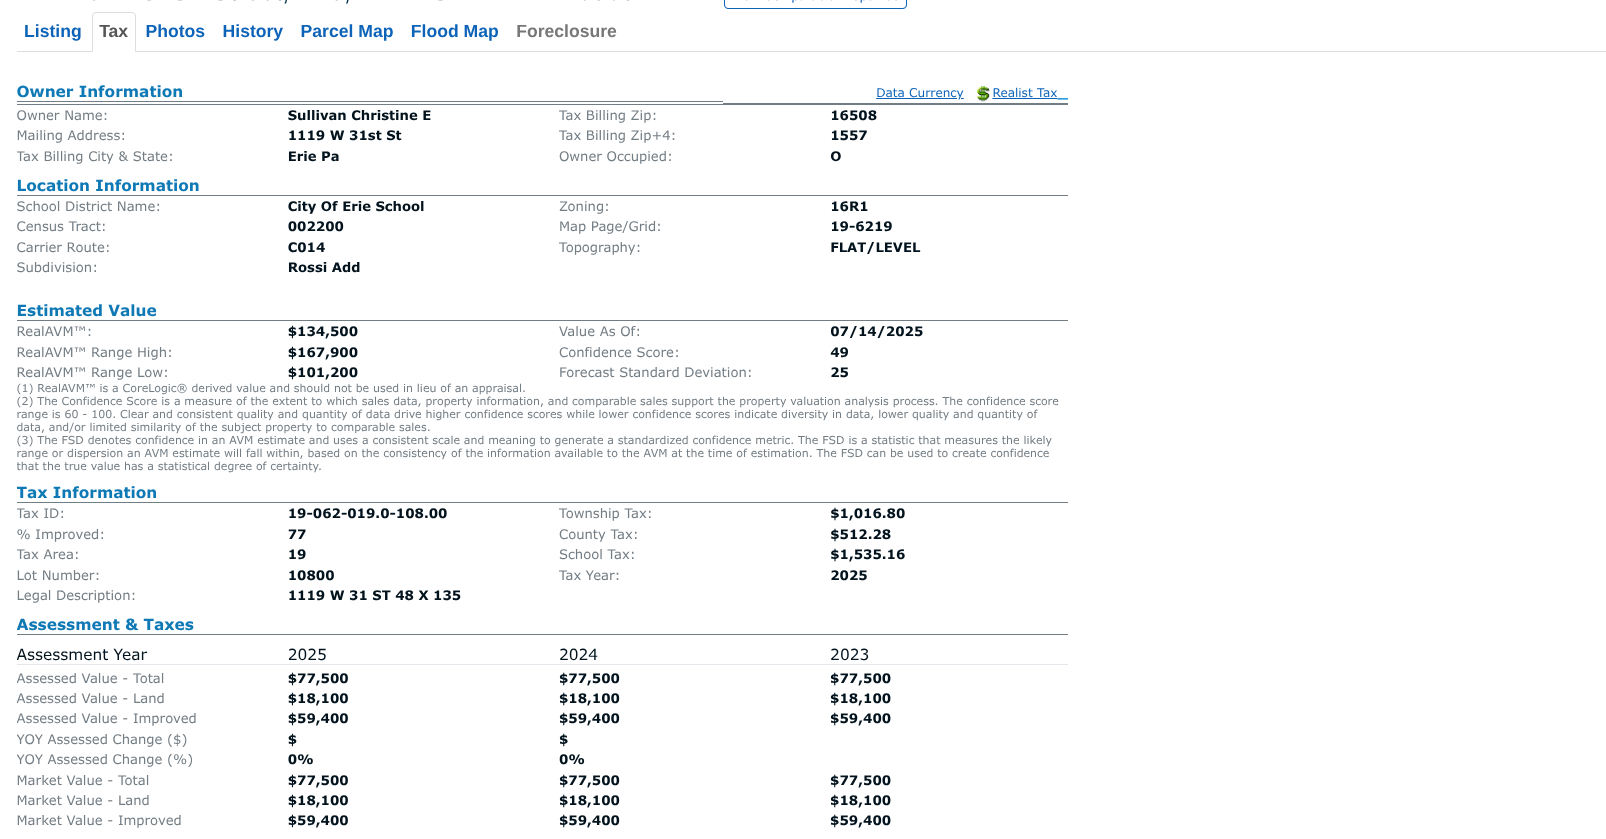 Listing Tax Photos History Parcel Map Flood Map Foreclosure
Owner Information Data Currency Realist Tax
Owner Name: Sullivan Christine E Tax Billing Zip: 16508
Mailing Address: 1119 W 31st St Tax Billing Zip+4: 1557
Tax Billing City & State: Erie Pa Owner Occupied: O
Location Information
School District Name: City Of Erie School Zoning: 16R1
Census Tract: 002200 Map Page/Grid: 19-6219
Carrier Route: C014 Topography: FLAT/LEVEL
Subdivision: Rossi Add
Estimated Value
RealAVM™: $134,500 Value As Of: 07/14/2025
RealAVM™ Range High: $167,900 Confidence Score: 49
RealAVM™ Range Low: $101,200 Forecast Standard Deviation: 25
(1) RealAVM™ is a CoreLogic® derived value and should not be used in lieu of an appraisal.
(2) The Confidence Score is a measure of the extent to which sales data, property information, and comparable sales support the property valuation analysis process. The confidence score
range is 60 - 100. Clear and consistent quality and quantity of data drive higher confidence scores while lower confidence scores indicate diversity in data, lower quality and quantity of
data, and/or limited similarity of the subject property to comparable sales.
(3) The FSD denotes confidence in an AVM estimate and uses a consistent scale and meaning to generate a standardized confidence metric. The FSD is a statistic that measures the likely
range or dispersion an AVM estimate will fall within, based on the consistency of the information available to the AVM at the time of estimation. The FSD can be used to create confidence
that the true value has a statistical degree of certainty.
Tax Information
Tax ID: 19-062-019.0-108.00 Township Tax: $1,016.80
% Improved: 77 County Tax: $512.28
Tax Area: 19 School Tax: $1,535.16
Lot Number: 10800 Tax Year: 2025
Legal Description: 1119 W 31 ST 48 X 135
Assessment & Taxes
Assessment Year 2025 2024 2023
Assessed Value - Total $77,500 $77,500 $77,500
Assessed Value - Land $18,100 $18,100 $18,100
Assessed Value - Improved $59,400 $59,400 $59,400
YOY Assessed Change ($) $ $
YOY Assessed Change (%) 0% 0%
Market Value - Total $77,500 $77,500 $77,500
Market Value - Land $18,100 $18,100 $18,100
Market Value - Improved $59,400 $59,400 $59,400